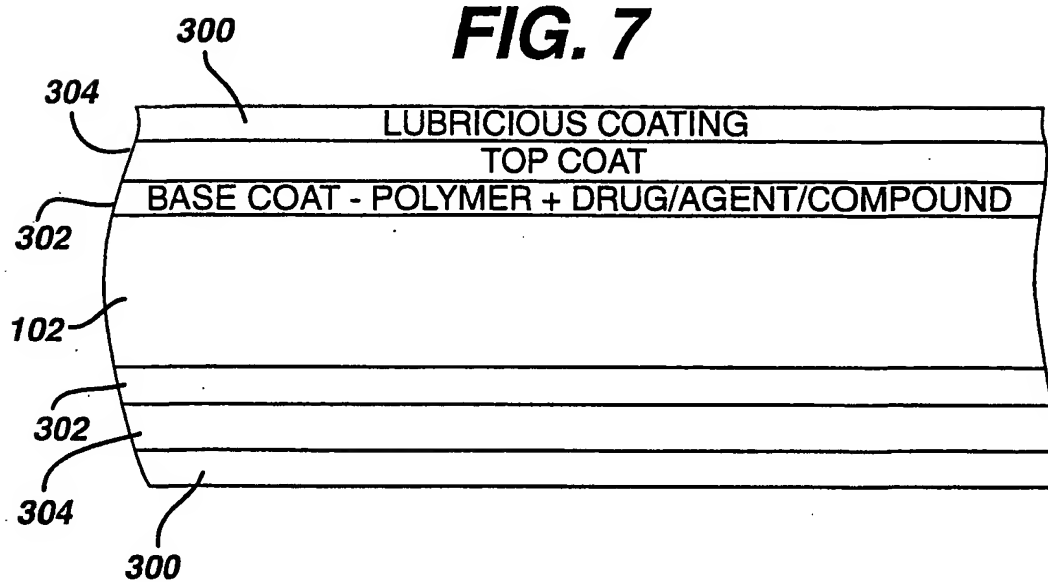 FIG. 7
300
304
LUBRICIOUS COATING
TOP COAT
BASE COAT - POLYMER + DRUG/AGENT/COMPOUND
302
102
302
304
300